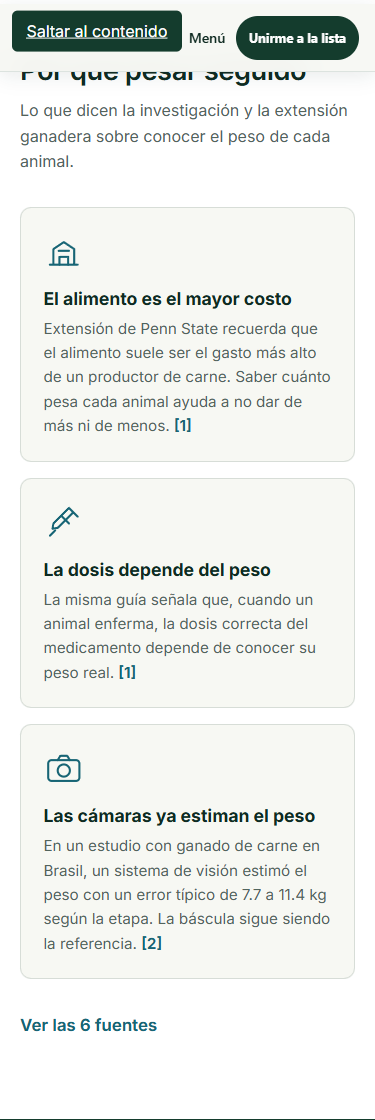 Saltar al contenido
Menú
Unirme a la lista
Por qué pesar seguido
Lo que dicen la investigación y la extensión
ganadera sobre conocer el peso de cada
animal.
El alimento es el mayor costo
Extensión de Penn State recuerda que
el alimento suele ser el gasto más alto
de un productor de carne. Saber cuánto
pesa cada animal ayuda a no dar de
más ni de menos. [1]
La dosis depende del peso
La misma guía señala que, cuando un
animal enferma, la dosis correcta del
medicamento depende de conocer su
peso real. [1]
Las cámaras ya estiman el peso
En un estudio con ganado de carne en
Brasil, un sistema de visión estimó el
peso con un error típico de 7.7 a 11.4 kg
según la etapa. La báscula sigue siendo
la referencia. [2]
Ver las 6 fuentes